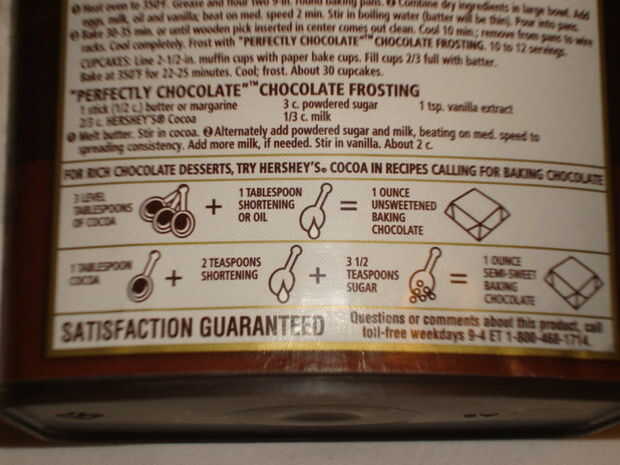 Heat oven to 350°F. Grease and flour two 9-in. round baking pans. ❷ Combine dry ingredients in large bowl. Add
eggs, milk, oil and vanilla; beat on med. speed 2 min. Stir in boiling water (batter will be thin). Pour into pans.
❸ Bake 30-35 min. or until wooden pick inserted in center comes out clean. Cool 10 min.; remove from pans to wire
racks. Cool completely. Frost with "PERFECTLY CHOCOLATE"™ CHOCOLATE FROSTING. 10 to 12 servings.
CUPCAKES: Line 2-1/2-in. muffin cups with paper bake cups. Fill cups 2/3 full with batter.
Bake at 350°F for 22-25 minutes. Cool; frost. About 30 cupcakes.
"PERFECTLY CHOCOLATE"™ CHOCOLATE FROSTING
1 stick (1/2 c.) butter or margarine 3 c. powdered sugar 1 tsp. vanilla extract
2/3 c. HERSHEY'S® Cocoa 1/3 c. milk
❶ Melt butter. Stir in cocoa. ❷ Alternately add powdered sugar and milk, beating on med. speed to
spreading consistency. Add more milk, if needed. Stir in vanilla. About 2 c.
FOR RICH CHOCOLATE DESSERTS, TRY HERSHEY'S® COCOA IN RECIPES CALLING FOR BAKING CHOCOLATE
3 LEVEL TABLESPOONS OF COCOA + 1 TABLESPOON SHORTENING OR OIL = 1 OUNCE UNSWEETENED BAKING CHOCOLATE
1 TABLESPOON COCOA + 2 TEASPOONS SHORTENING + 3 1/2 TEASPOONS SUGAR = 1 OUNCE SEMI-SWEET BAKING CHOCOLATE
SATISFACTION GUARANTEED
Questions or comments about this product, call
toll-free weekdays 9-4 ET 1-800-468-1714.